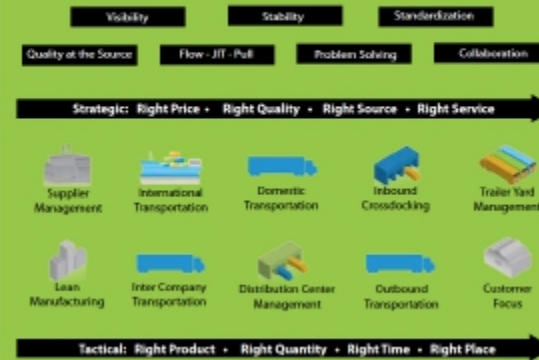 Visibility
Stability
Standardization
Quality at the Source
Flow - JIT - Pull
Problem Solving
Collaboration
Strategic: Right Price • Right Quality • Right Source • Right Service
Supplier
Management
International
Transportation
Domestic
Transportation
Inbound
Crossdocking
Trailer Yard
Management
Lean
Manufacturing
Inter Company
Transportation
Distribution Center
Management
Outbound
Transportation
Customer
Focus
Tactical: Right Product • Right Quantity • Right Time • Right Place